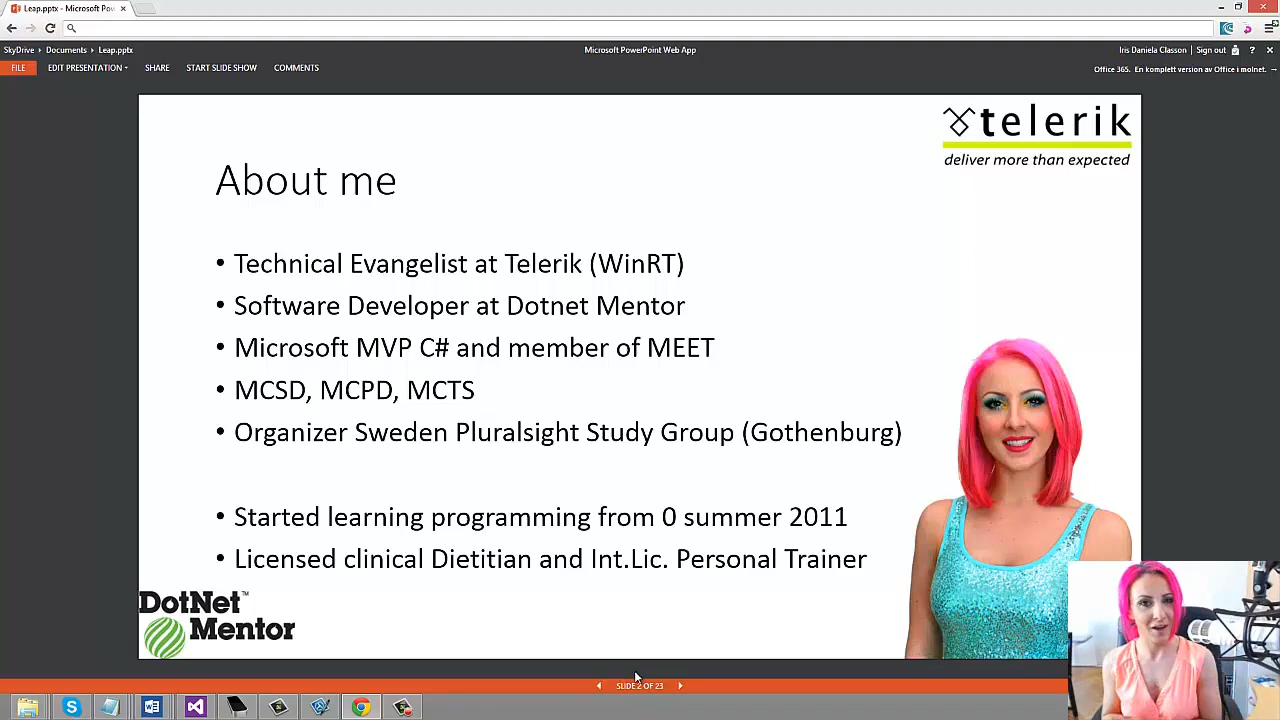 Leap.pptx - Microsoft Po
SkyDrive
Documents
Leap.pptx
Microsoft PowerPoint Web App
Iris Daniela Classon
Sign out
?
FILE
EDIT PRESENTATION
SHARE
START SLIDE SHOW
COMMENTS
Office 365. En komplett version av Office i molnet.
telerik
deliver more than expected
About me
• Technical Evangelist at Telerik (WinRT)
• Software Developer at Dotnet Mentor
• Microsoft MVP C# and member of MEET
• MCSD, MCPD, MCTS
• Organizer Sweden Pluralsight Study Group (Gothenburg)
• Started learning programming from 0 summer 2011
• Licensed clinical Dietitian and Int.Lic. Personal Trainer
DotNet™
Mentor
SLIDE 2 OF 23